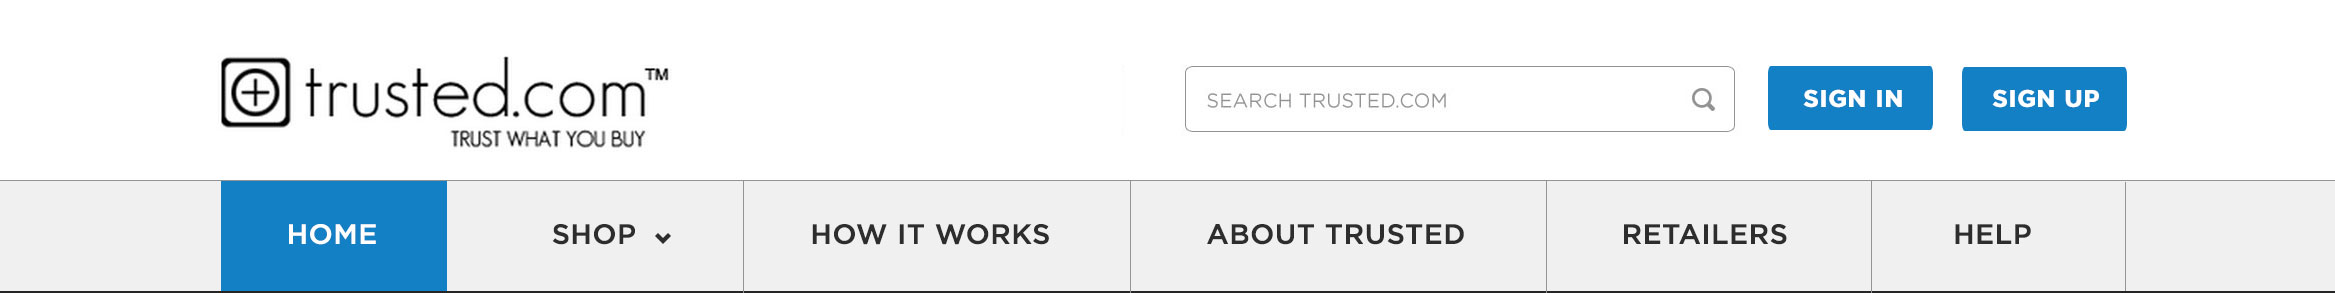 trusted.com™
TRUST WHAT YOU BUY
SEARCH TRUSTED.COM
SIGN IN
SIGN UP
HOME
SHOP
HOW IT WORKS
ABOUT TRUSTED
RETAILERS
HELP